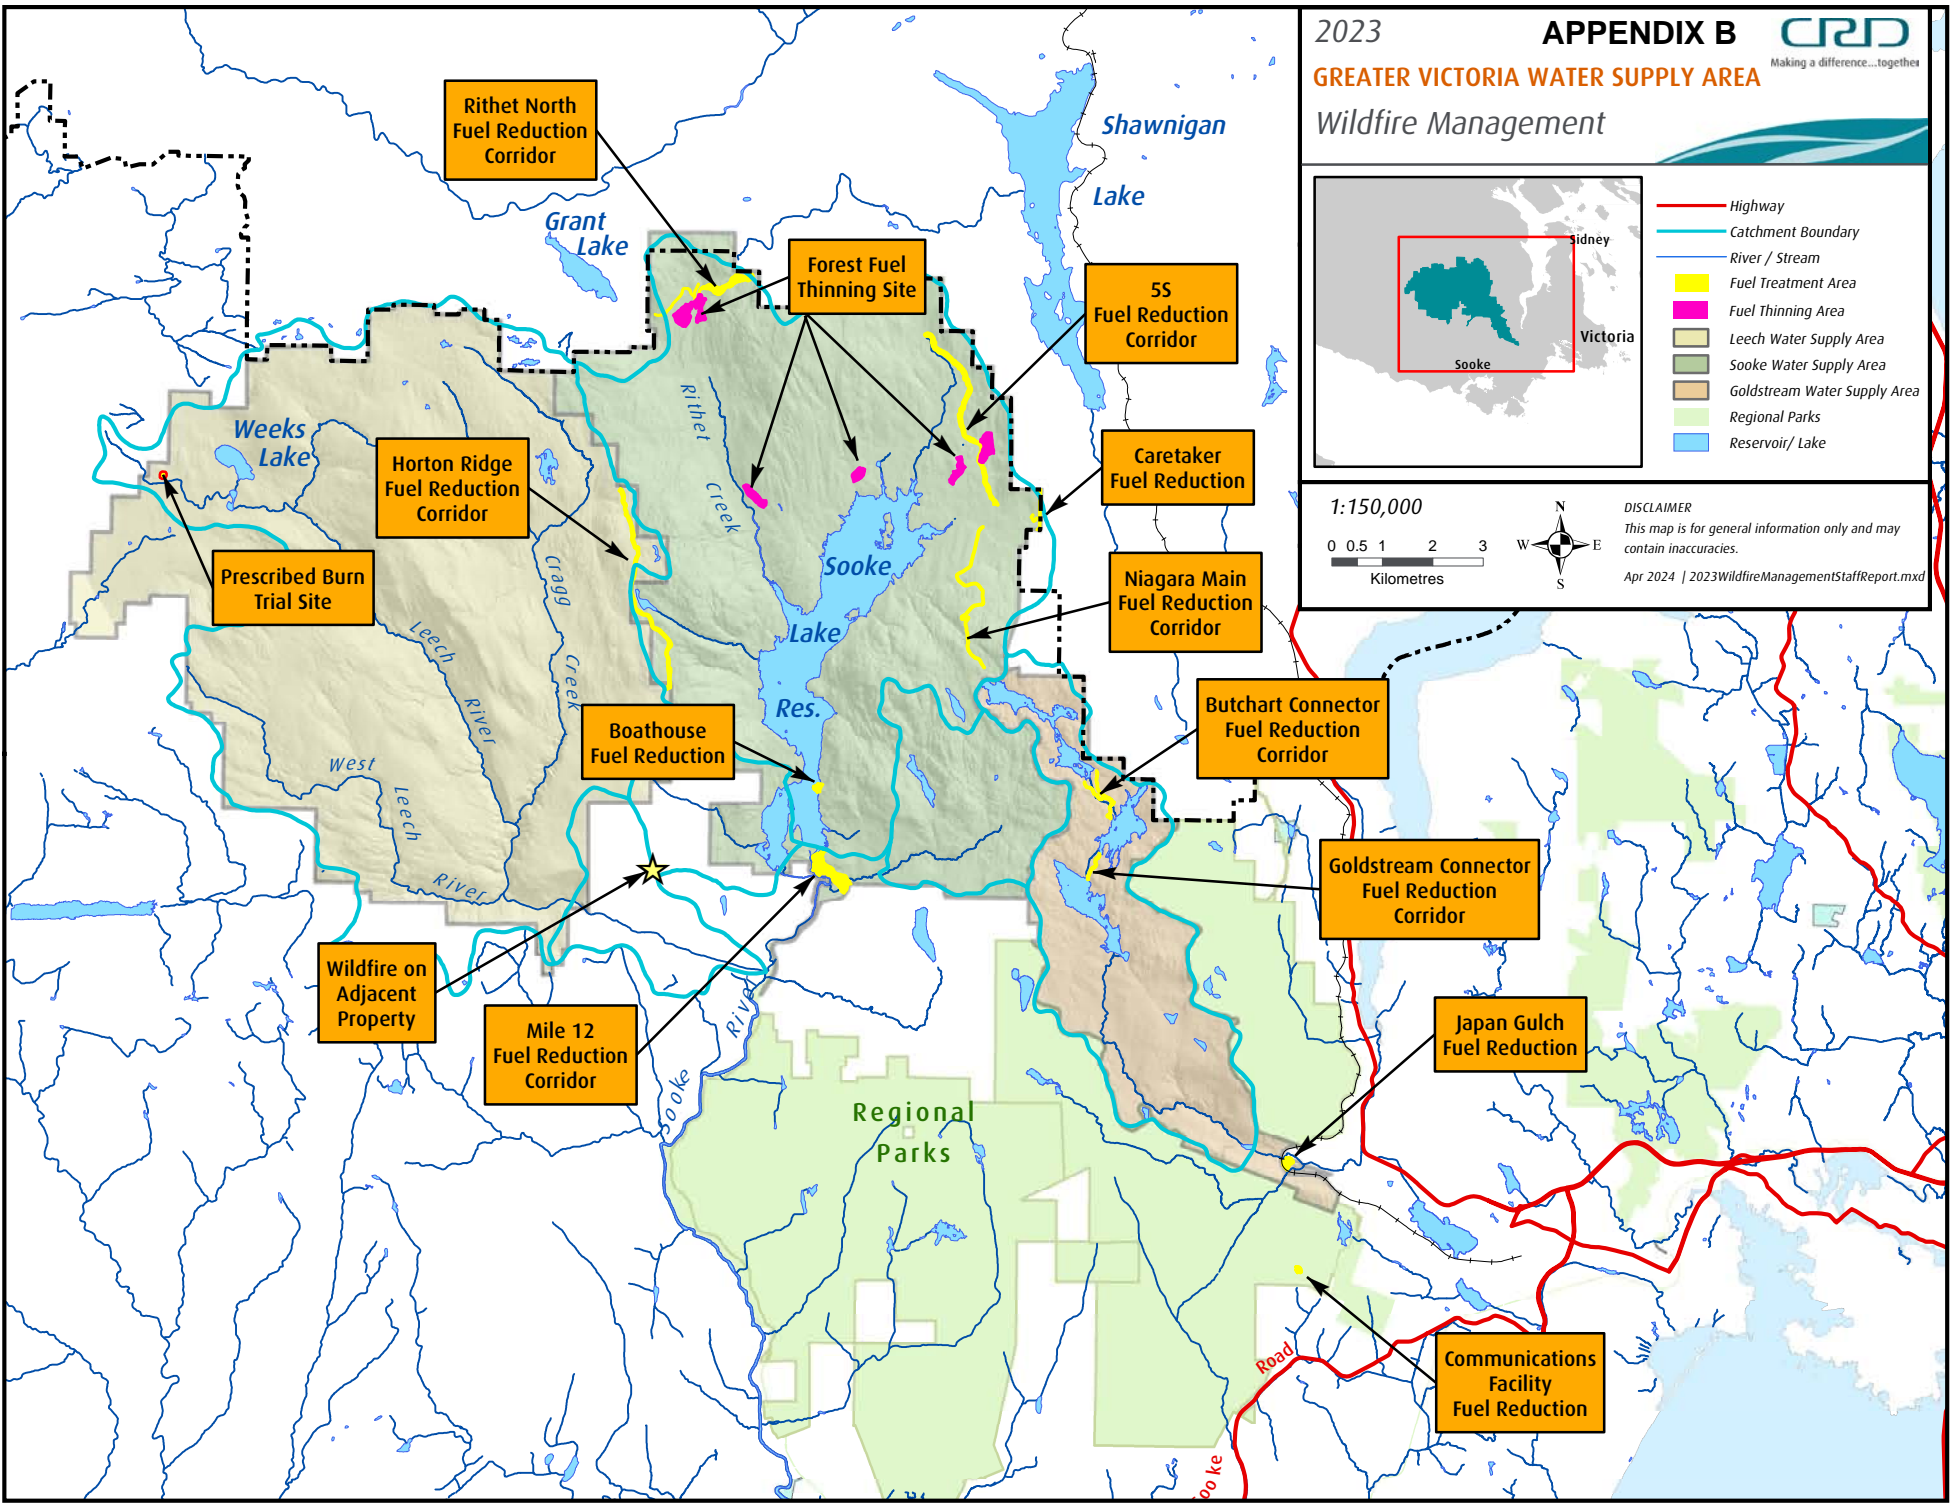 2023
APPENDIX B
CRD
Making a difference...together
GREATER VICTORIA WATER SUPPLY AREA
Wildfire Management
Sidney
Victoria
Sooke
Highway
Catchment Boundary
River / Stream
Fuel Treatment Area
Fuel Thinning Area
Leech Water Supply Area
Sooke Water Supply Area
Goldstream Water Supply Area
Regional Parks
Reservoir/ Lake
1:150,000
0 0.5 1 2 3
Kilometres
N
W E
S
DISCLAIMER
This map is for general information only and may
contain inaccuracies.
Apr 2024 | 2023WildfireManagementStaffReport.mxd
Rithet North
Fuel Reduction
Corridor
Shawnigan
Lake
Grant
Lake
Forest Fuel
Thinning Site
5S
Fuel Reduction
Corridor
Rithet
Creek
Weeks
Lake
Horton Ridge
Fuel Reduction
Corridor
Caretaker
Fuel Reduction
Prescribed Burn
Trial Site
Cragg
Creek
Sooke
Lake
Res.
Niagara Main
Fuel Reduction
Corridor
Leech
River
Boathouse
Fuel Reduction
Butchart Connector
Fuel Reduction
Corridor
West
Leech
River
Goldstream Connector
Fuel Reduction
Corridor
Wildfire on
Adjacent
Property
Mile 12
Fuel Reduction
Corridor
Sooke
River
Japan Gulch
Fuel Reduction
Regional
Parks
Communications
Facility
Fuel Reduction
Road